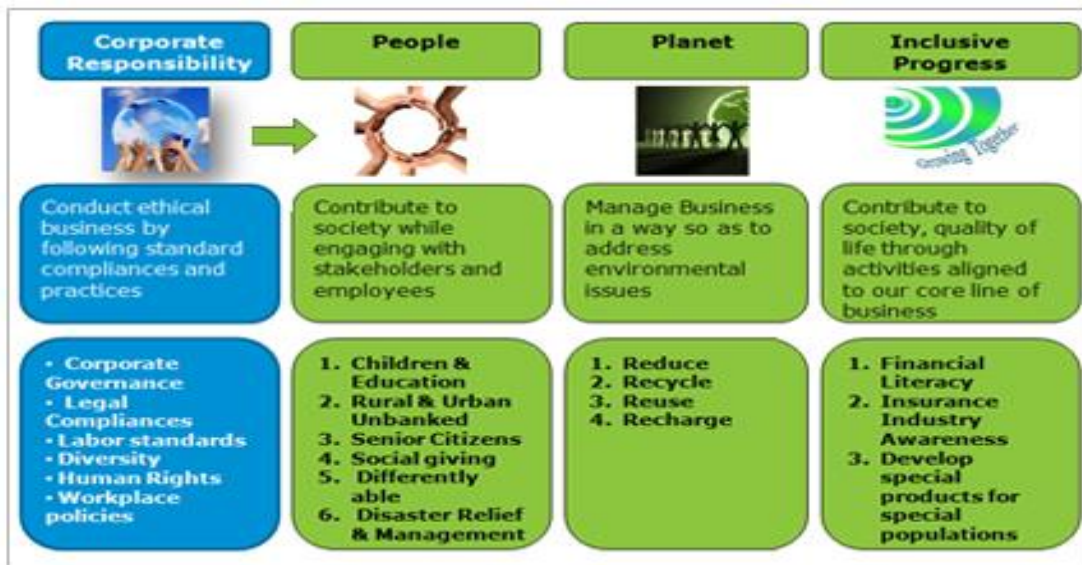 Corporate
Responsibility
People
Planet
Inclusive
Progress
Growing Together
Conduct ethical
business by
following standard
compliances and
practices
Contribute to
society while
engaging with
stakeholders and
employees
Manage Business
in a way so as to
address
environmental
issues
Contribute to
society, quality of
life through
activities aligned
to our core line of
business
• Corporate
Governance
• Legal
Compliances
• Labor standards
• Diversity
• Human Rights
• Workplace
policies
1. Children &
Education
2. Rural & Urban
Unbanked
3. Senior Citizens
4. Social giving
5. Differently
able
6. Disaster Relief
& Management
1. Reduce
2. Recycle
3. Reuse
4. Recharge
1. Financial
Literacy
2. Insurance
Industry
Awareness
3. Develop
special
products for
special
populations